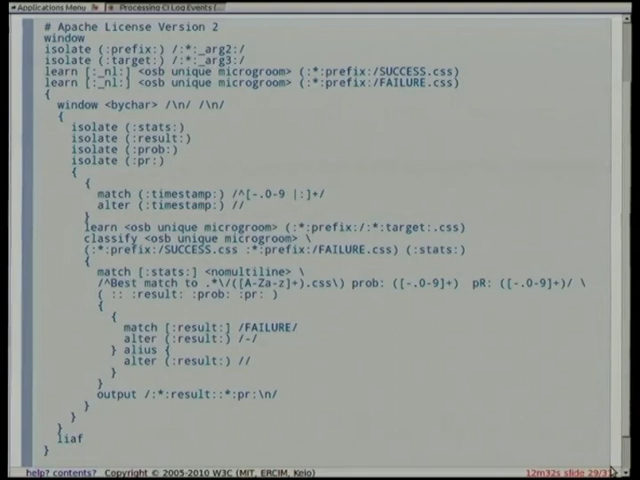 Applications Menu Processing CI Log Events (...
# Apache License Version 2
window
isolate (:prefix:) /:*:_arg2:/
isolate (:target:) /:*:_arg3:/
learn [:_nl:] <osb unique microgroom> (:*:prefix:/SUCCESS.css)
learn [:_nl:] <osb unique microgroom> (:*:prefix:/FAILURE.css)
{
window <bychar> /\n/ /\n/
{
isolate (:stats:)
isolate (:result:)
isolate (:prob:)
isolate (:pr:)
{
{
match (:timestamp:) /^[-.0-9 |:]+/
alter (:timestamp:) //
}
learn <osb unique microgroom> (:*:prefix:/:*:target:.css)
classify <osb unique microgroom> \
(:*:prefix:/SUCCESS.css :*:prefix:/FAILURE.css) (:stats:)
{
match [:stats:] <nomultiline> \
/^Best match to .*\/([A-Za-z]+).css\) prob: ([-.0-9]+)  pR: ([-.0-9]+)/ \
( :: :result: :prob: :pr: )
{
{
match [:result:] /FAILURE/
alter (:result:) /-/
} alius {
alter (:result:) //
}
}
output /:*:result::*:pr:\n/
}
}
}
liaf
}
help? contents? Copyright © 2005-2010 W3C (MIT, ERCIM, Keio) 12m32s slide 29/31